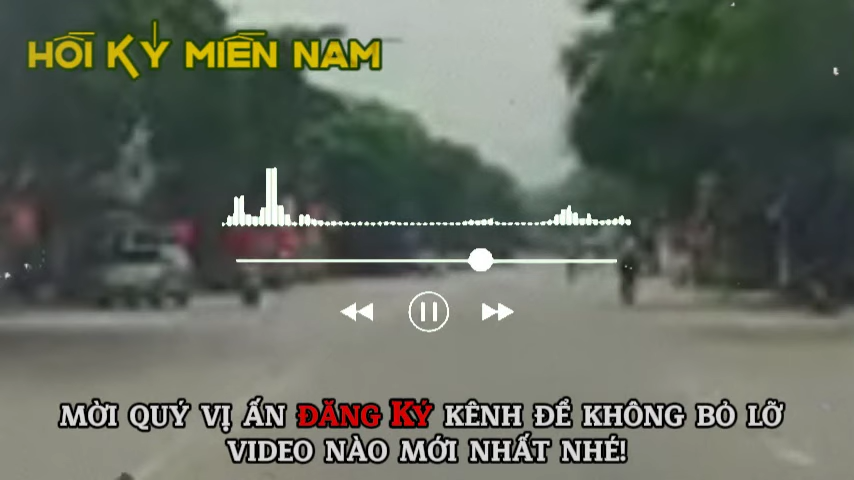 HỒI KÝ MIỀN NAM
MỜI QUÝ VỊ ẤN ĐĂNG KÝ KÊNH ĐỂ KHÔNG BỎ LỠ
VIDEO NÀO MỚI NHẤT NHÉ!